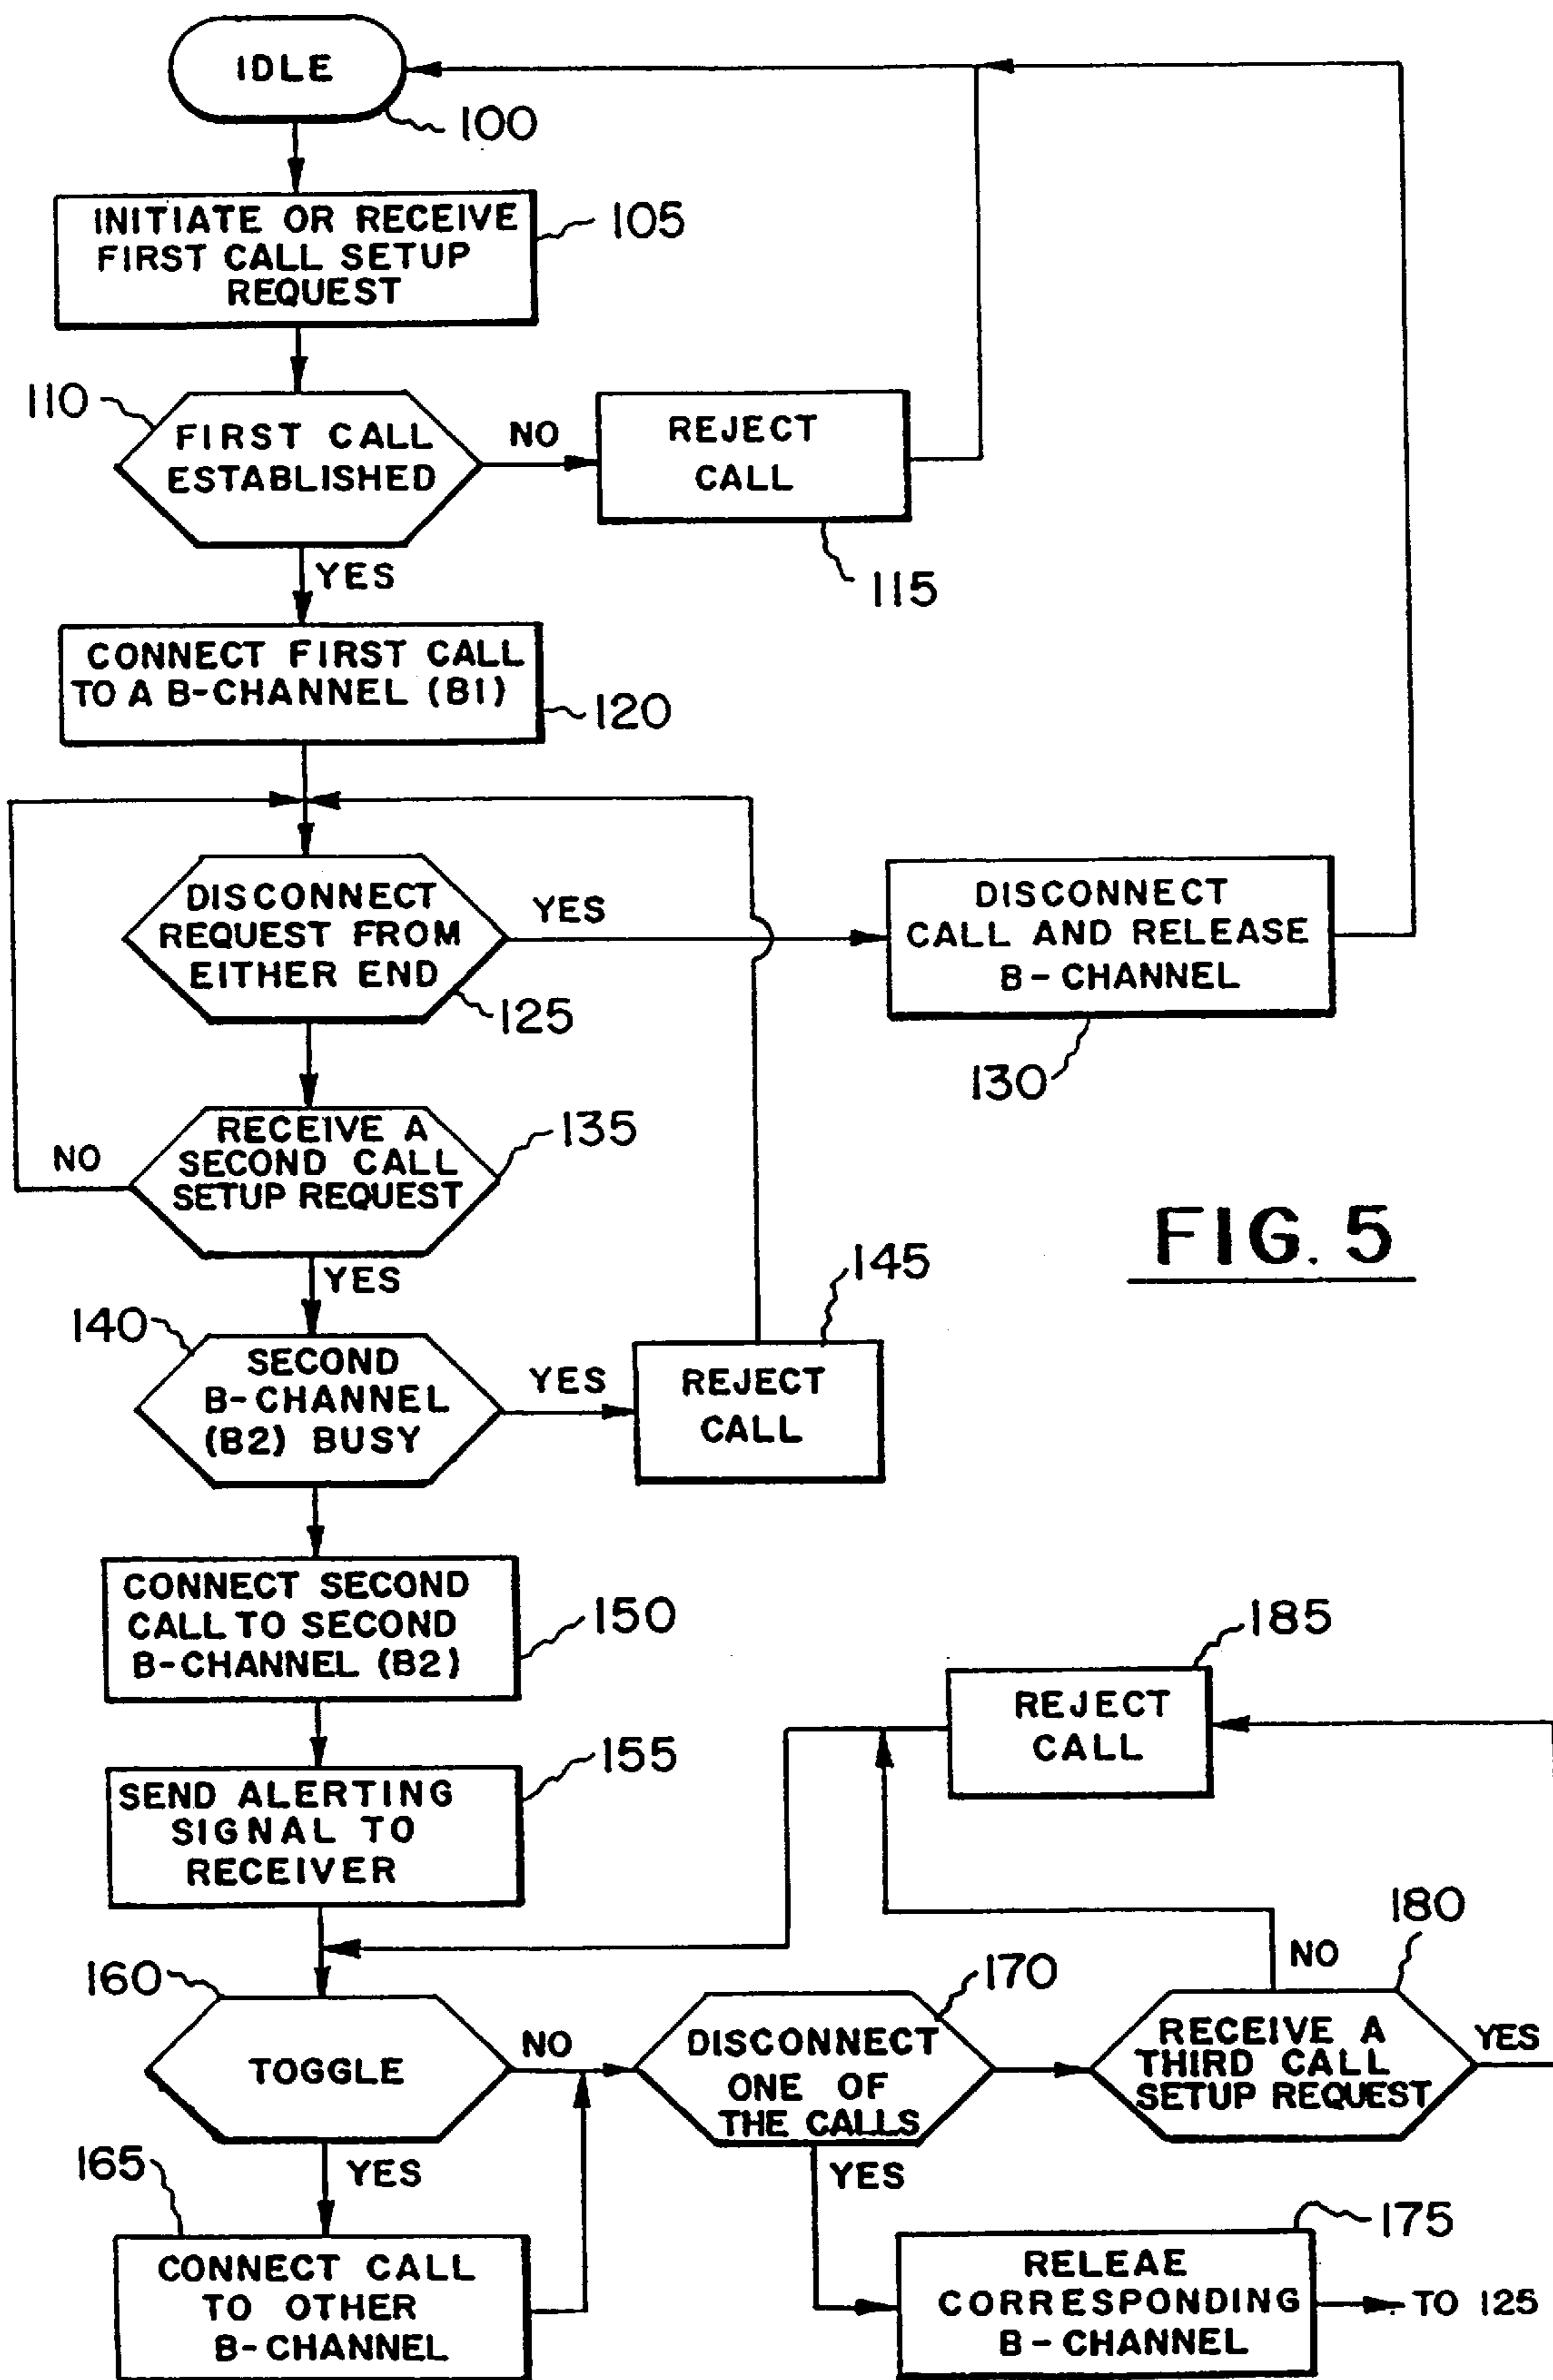 IDLE
100
INITIATE OR RECEIVE
FIRST CALL SETUP
REQUEST
105
110
FIRST CALL
ESTABLISHED
NO
REJECT
CALL
115
YES
CONNECT FIRST CALL
TO A B-CHANNEL (B1)
120
DISCONNECT
REQUEST FROM
EITHER END
125
YES
DISCONNECT
CALL AND RELEASE
B-CHANNEL
130
RECEIVE A
SECOND CALL
SETUP REQUEST
135
NO
YES
FIG. 5
140
SECOND
B-CHANNEL
(B2) BUSY
YES
REJECT
CALL
145
CONNECT SECOND
CALL TO SECOND
B-CHANNEL (B2)
150
SEND ALERTING
SIGNAL TO
RECEIVER
155
REJECT
CALL
185
160
TOGGLE
NO
YES
165
CONNECT CALL
TO OTHER
B-CHANNEL
DISCONNECT
ONE OF
THE CALLS
170
YES
RELEAE
CORRESPONDING
B-CHANNEL
175
TO 125
RECEIVE A
THIRD CALL
SETUP REQUEST
180
NO
YES